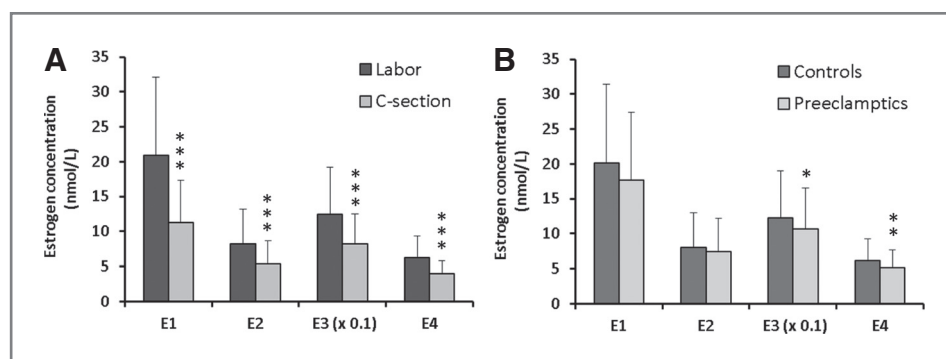 A
Estrogen concentration
(nmol/L)
35
30
25
20
15
10
5
0
Labor
C-section
***
***
***
***
E1
E2
E3 (x 0.1)
E4
B
Estrogen concentration
(nmol/L)
35
30
25
20
15
10
5
0
Controls
Preeclamptics
*
**
E1
E2
E3 (x 0.1)
E4